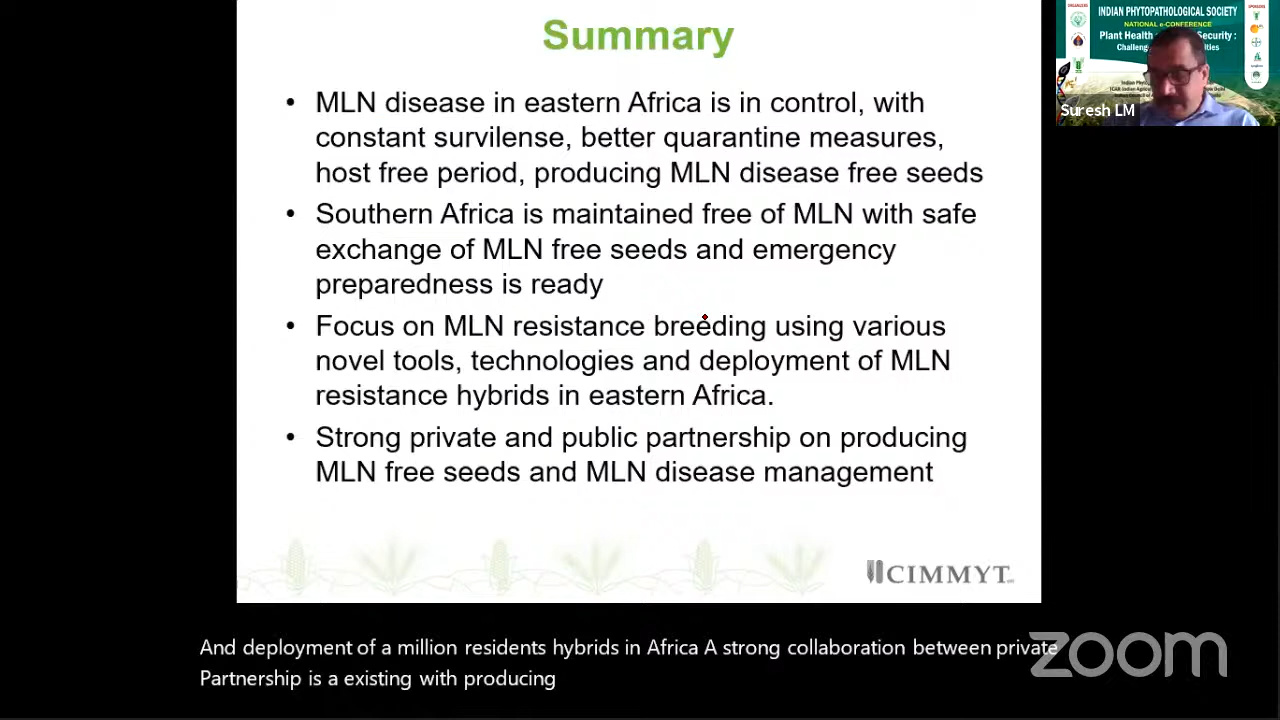 Summary
• MLN disease in eastern Africa is in control, with
constant survilense, better quarantine measures,
host free period, producing MLN disease free seeds
• Southern Africa is maintained free of MLN with safe
exchange of MLN free seeds and emergency
preparedness is ready
• Focus on MLN resistance breeding using various
novel tools, technologies and deployment of MLN
resistance hybrids in eastern Africa.
• Strong private and public partnership on producing
MLN free seeds and MLN disease management
CIMMYT
ORGANIZERS
INDIAN PHYTOPATHOLOGICAL SOCIETY
SPONSORS
NATIONAL e-CONFERENCE
Plant Health
Security :
Suresh LM
And deployment of a million residents hybrids in Africa A strong collaboration between private
Partnership is a existing with producing
zoom